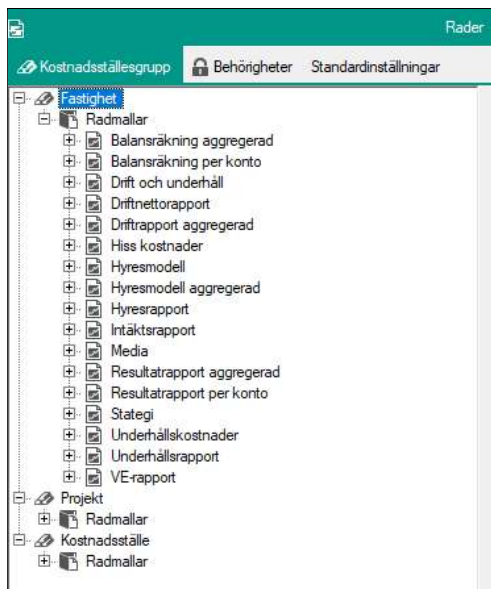 Rader
Kostnadsställesgrupp Behörigheter Standardinställningar
Fastighet
Radmallar
Balansräkning aggregerad
Balansräkning per konto
Drift och underhåll
Driftnettorapport
Driftrapport aggregerad
Hiss kostnader
Hyresmodell
Hyresmodell aggregerad
Hyresrapport
Intäktsrapport
Media
Resultatrapport aggregerad
Resultatrapport per konto
Stategi
Underhållskostnader
Underhållsrapport
VE-rapport
Projekt
Radmallar
Kostnadsställe
Radmallar